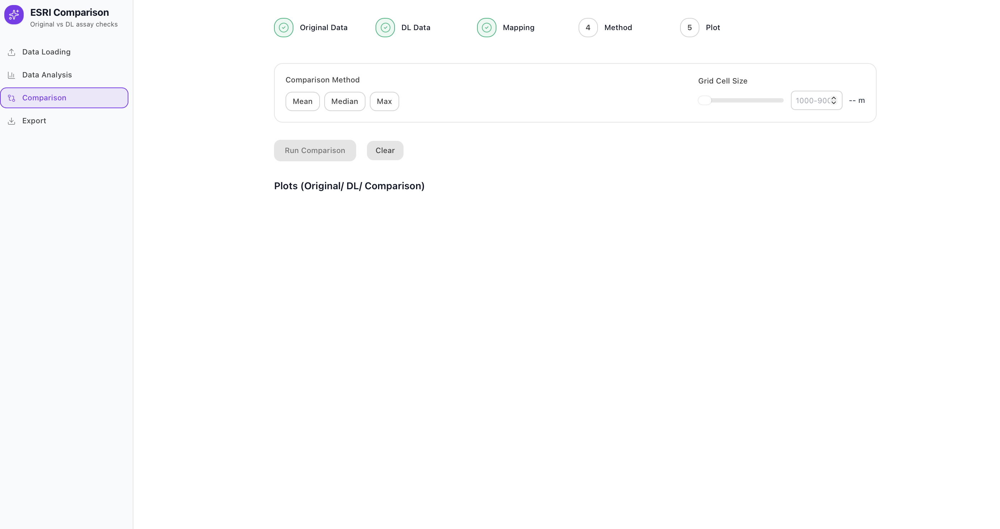 ESRI Comparison
Original vs DL assay checks
Data Loading
Data Analysis
Comparison
Export
Original Data
DL Data
Mapping
4 Method
5 Plot
Comparison Method
Mean
Median
Max
Grid Cell Size
1000-900
-- m
Run Comparison
Clear
Plots (Original/ DL/ Comparison)